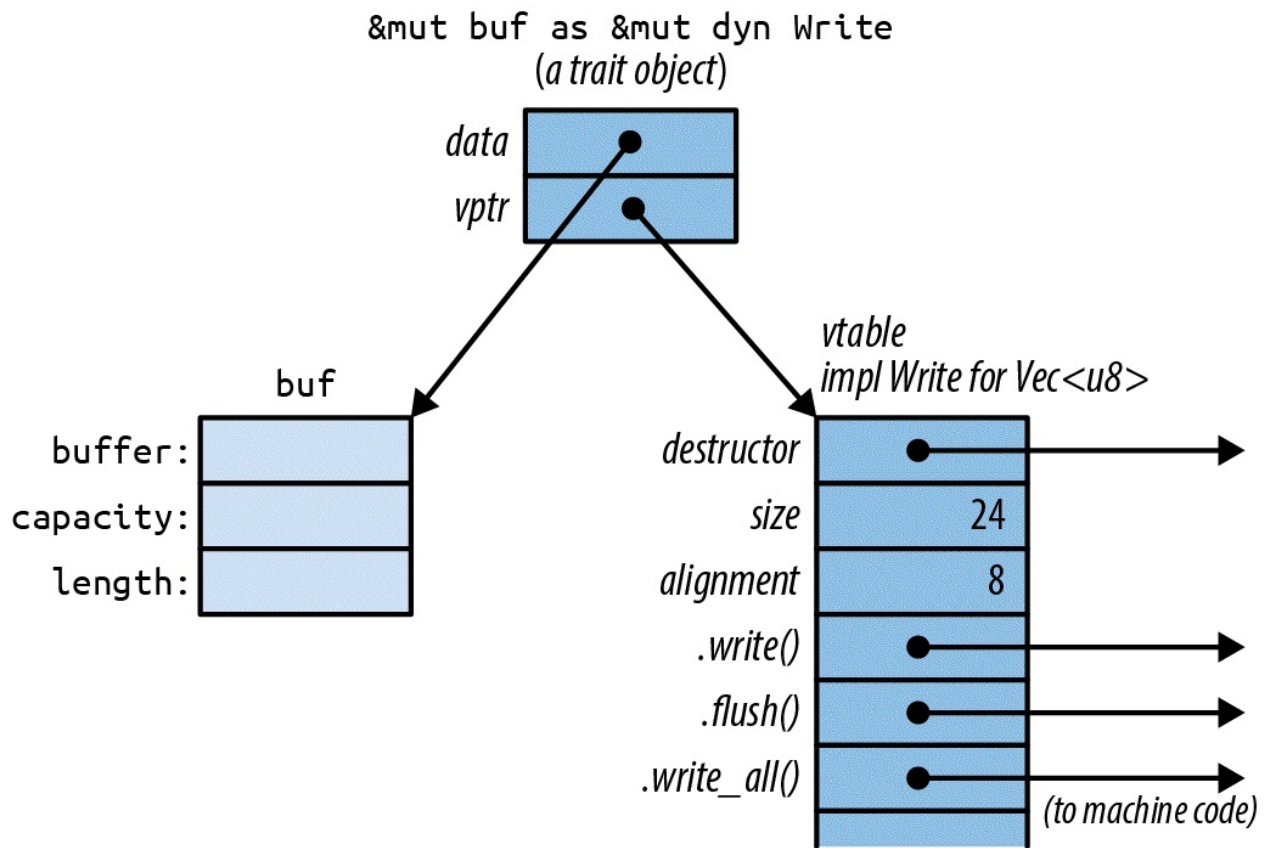 &mut buf as &mut dyn Write
(a trait object)
data
vptr
vtable
impl Write for Vec<u8>
buf
buffer:
capacity:
length:
destructor
size 24
alignment 8
.write()
.flush()
.write_all()
(to machine code)